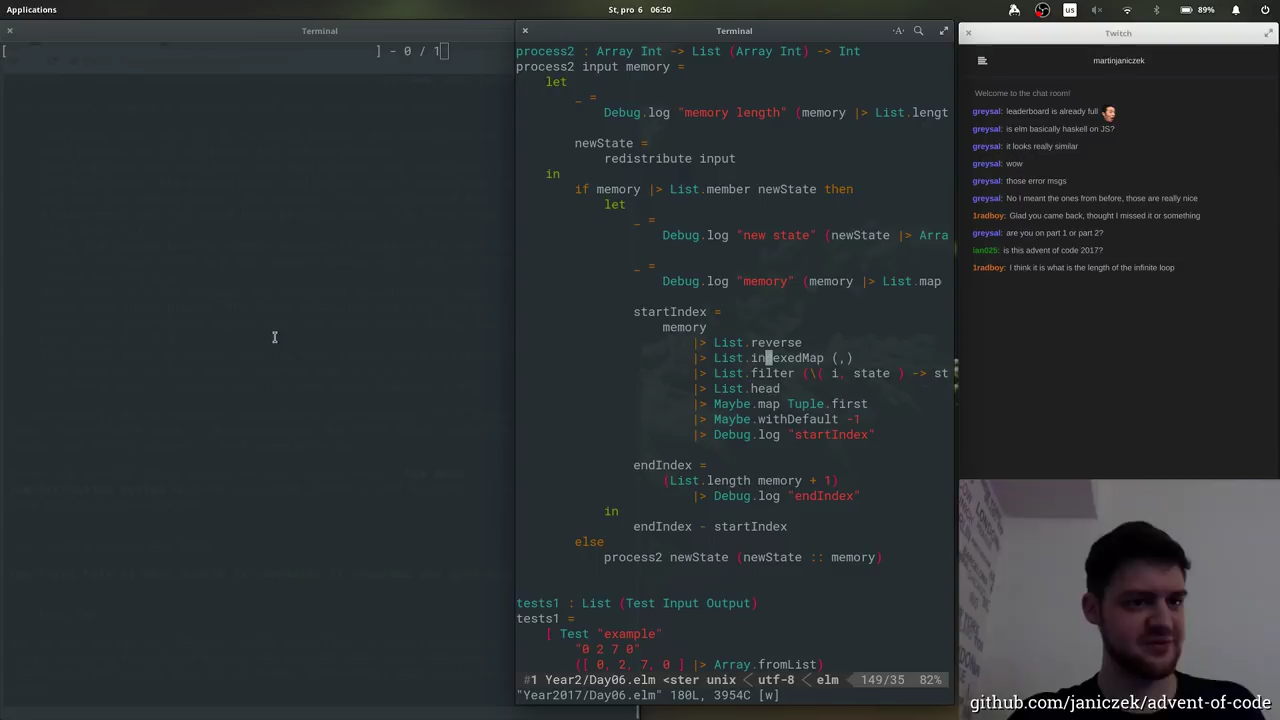 Applications
St, pro 6 06:50
us
89%
Terminal
[ ] - 0 / 1
Terminal
process2 : Array Int -> List (Array Int) -> Int
process2 input memory =
let
_ =
Debug.log "memory length" (memory |> List.lengt
newState =
redistribute input
in
if memory |> List.member newState then
let
_ =
Debug.log "new state" (newState |> Arra
_ =
Debug.log "memory" (memory |> List.map
startIndex =
memory
|> List.reverse
|> List.indexedMap (,)
|> List.filter (\( i, state ) -> st
|> List.head
|> Maybe.map Tuple.first
|> Maybe.withDefault -1
|> Debug.log "startIndex"
endIndex =
(List.length memory + 1)
|> Debug.log "endIndex"
in
endIndex - startIndex
else
process2 newState (newState :: memory)
tests1 : List (Test Input Output)
tests1 =
[ Test "example"
"0 2 7 0"
([ 0, 2, 7, 0 ] |> Array.fromList)
#1 Year2/Day06.elm <ster unix < utf-8 < elm 149/35 82%
"Year2017/Day06.elm" 180L, 3954C [w]
Twitch
martinjaniczek
Welcome to the chat room!
greysal: leaderboard is already full
greysal: is elm basically haskell on JS?
greysal: it looks really similar
greysal: wow
greysal: those error msgs
greysal: No I meant the ones from before, those are really nice
1radboy: Glad you came back, thought I missed it or something
greysal: are you on part 1 or part 2?
ian025: is this advent of code 2017?
1radboy: I think it is what is the length of the infinite loop
github.com/janiczek/advent-of-code